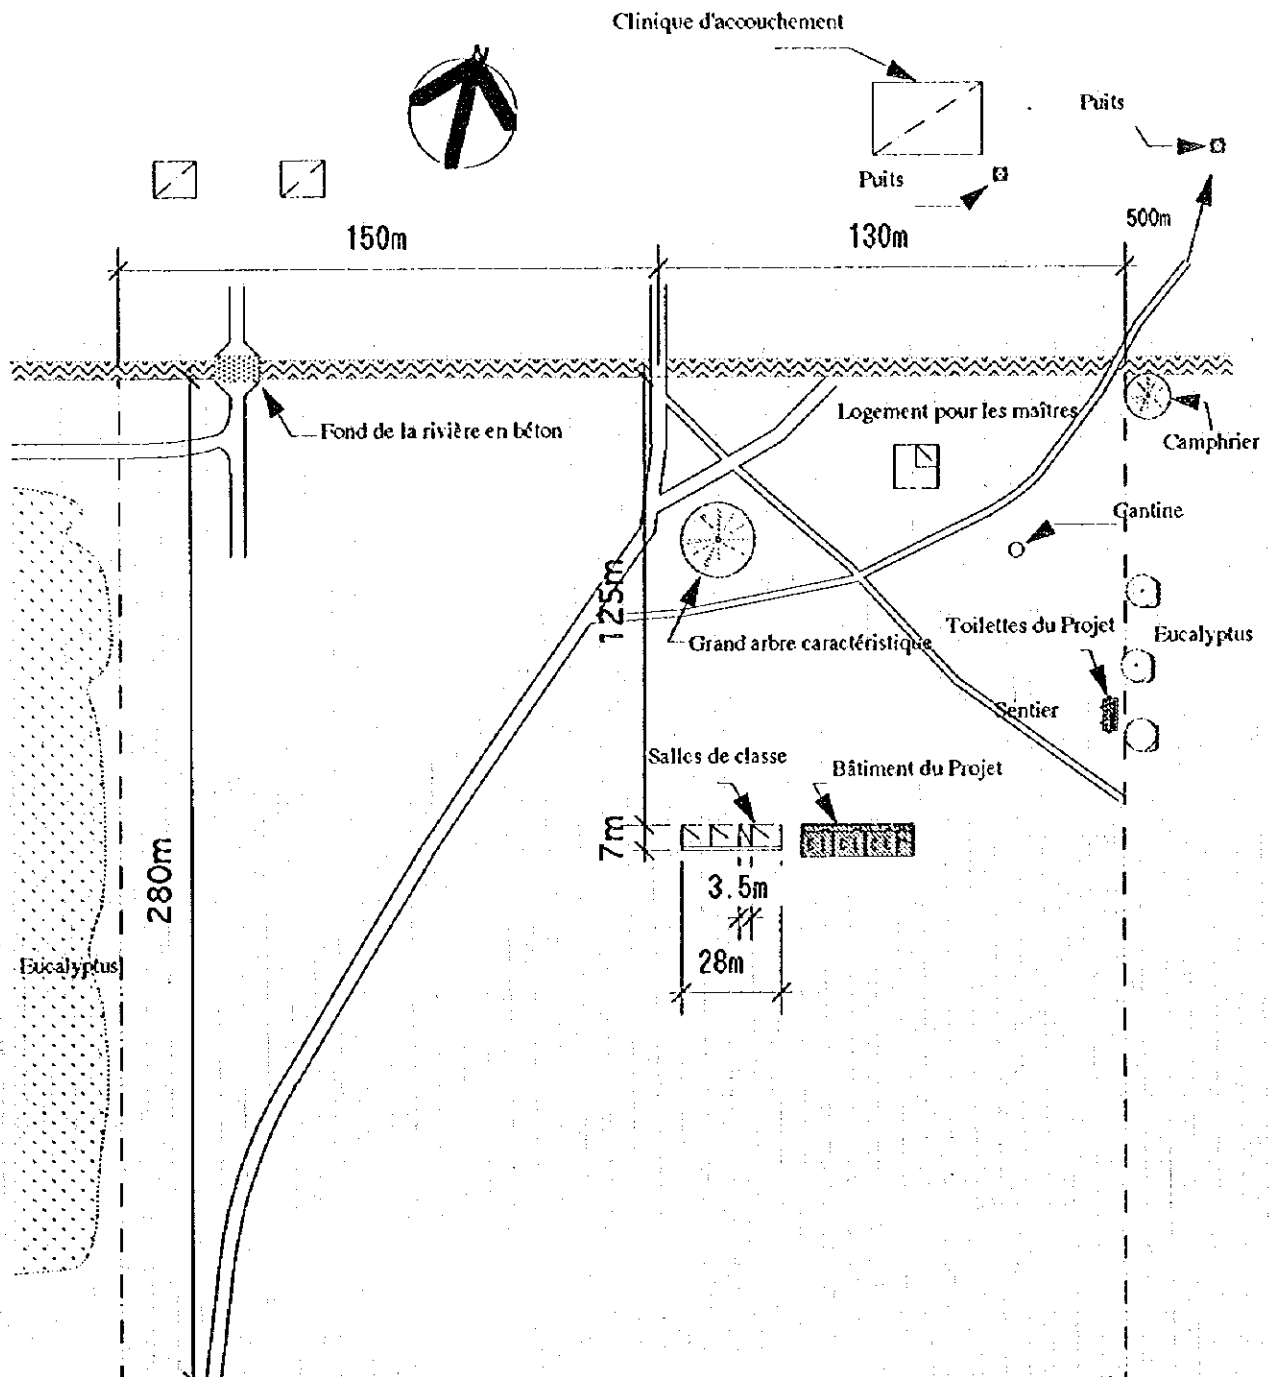 Clinique d'accouchement
N
Puits
Puits
500m
150m
130m
Logement pour les maîtres
Fond de la rivière en béton
Camphrier
Cantine
125m
Toilettes du Projet
Eucalyptus
Grand arbre caractéristique
Sentier
Salles de classe
Bâtiment du Projet
7m
280m
3.5m
28m
Eucalyptus